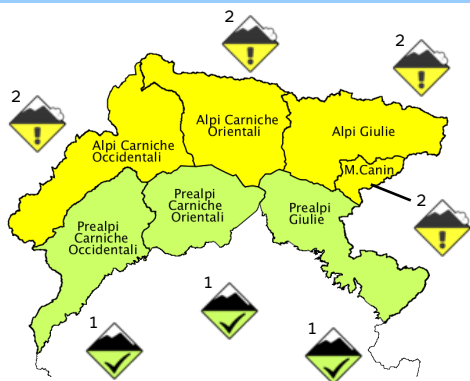 2
2
2
Alpi Carniche
Orientali
Alpi Giulie
Alpi Carniche
Occidentali
M.Canin
2
Prealpi
Carniche
Orientali
Prealpi
Giulie
Prealpi
Carniche
Occidentali
1
1
1